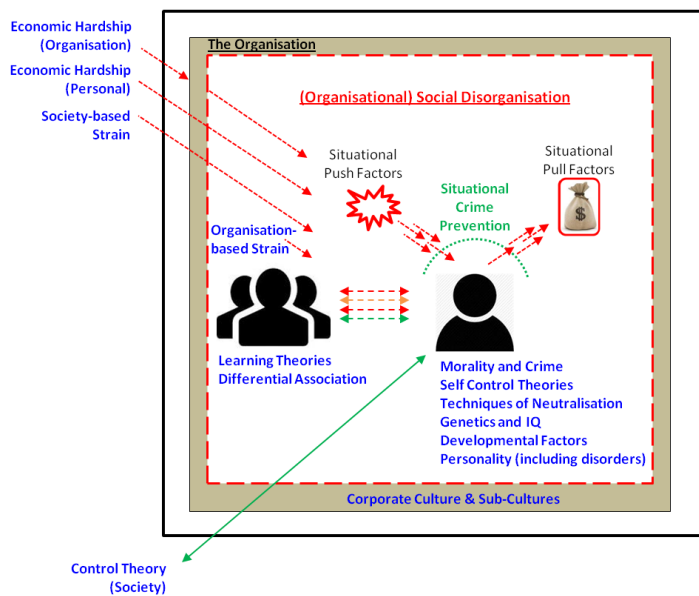 Economic Hardship
(Organisation)
The Organisation
Economic Hardship
(Personal)
(Organisational) Social Disorganisation
Society-based
Strain
Situational
Push Factors
Situational
Pull Factors
Situational
Crime
Prevention
$
Organisation-
based Strain
Learning Theories
Differential Association
Morality and Crime
Self Control Theories
Techniques of Neutralisation
Genetics and IQ
Developmental Factors
Personality (including disorders)
Corporate Culture & Sub-Cultures
Control Theory
(Society)